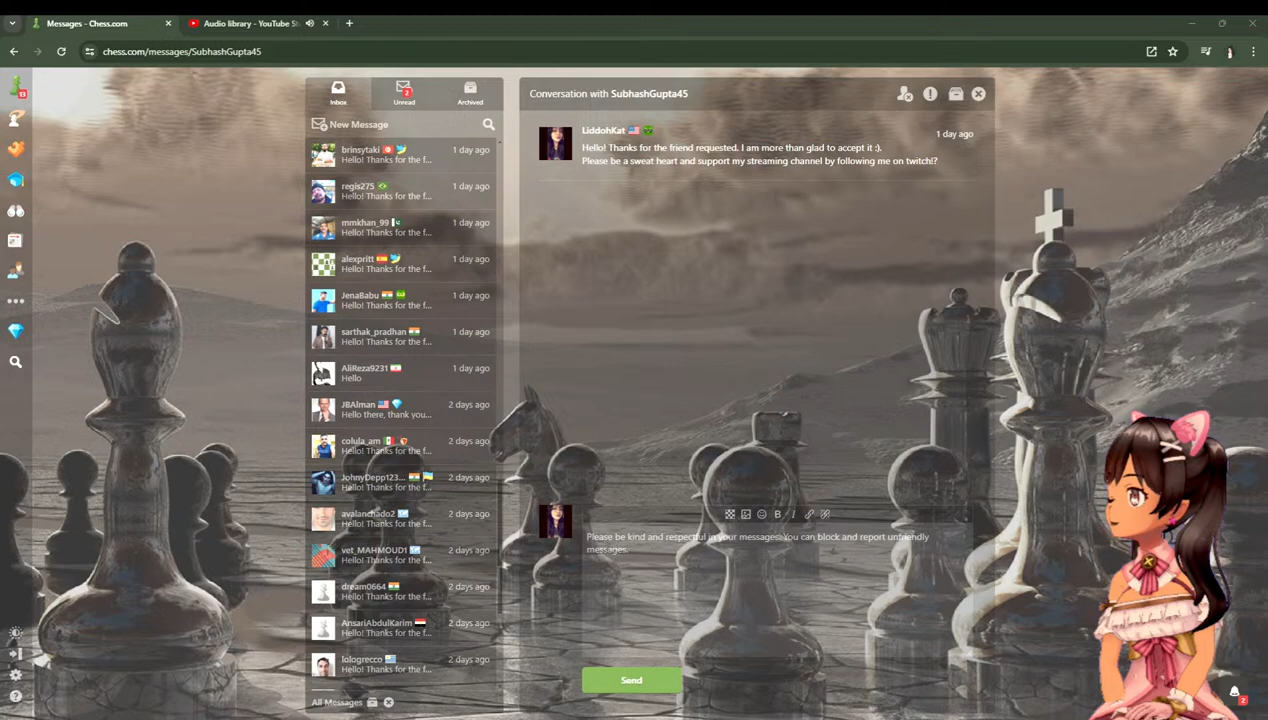 Messages - Chess.com
Audio library - YouTube St
chess.com/messages/SubhashGupta45
13
Inbox
2
Unread
Archived
New Message
brinsytaki
1 day ago
Hello! Thanks for the f...
regis275
1 day ago
Hello! Thanks for the f...
mmkhan_99
1 day ago
Hello! Thanks for the f...
alexpritt
1 day ago
Hello! Thanks for the f...
JenaBabu
1 day ago
Hello! Thanks for the f...
sarthak_pradhan
1 day ago
Hello! Thanks for the f...
AliReza9231
1 day ago
Hello
JBAlman
2 days ago
Hello there, thank you...
colula_am
2 days ago
Hello! Thanks for the f...
JohnyDepp123...
2 days ago
Hello! Thanks for the f...
avalanchado2
2 days ago
Hello! Thanks for the f...
vet_MAHMOUD1
2 days ago
Hello! Thanks for the f...
dream0664
2 days ago
Hello! Thanks for the f...
AnsariAbdulKarim
2 days ago
Hello! Thanks for the f...
lologrecco
2 days ago
Hello! Thanks for the f...
All Messages
Conversation with SubhashGupta45
LiddohKat
1 day ago
Hello! Thanks for the friend requested. I am more than glad to accept it :).
Please be a sweat heart and support my streaming channel by following me on twitch!?
B I
Please be kind and respectful in your messages. You can block and report unfriendly
messages.
Send
2